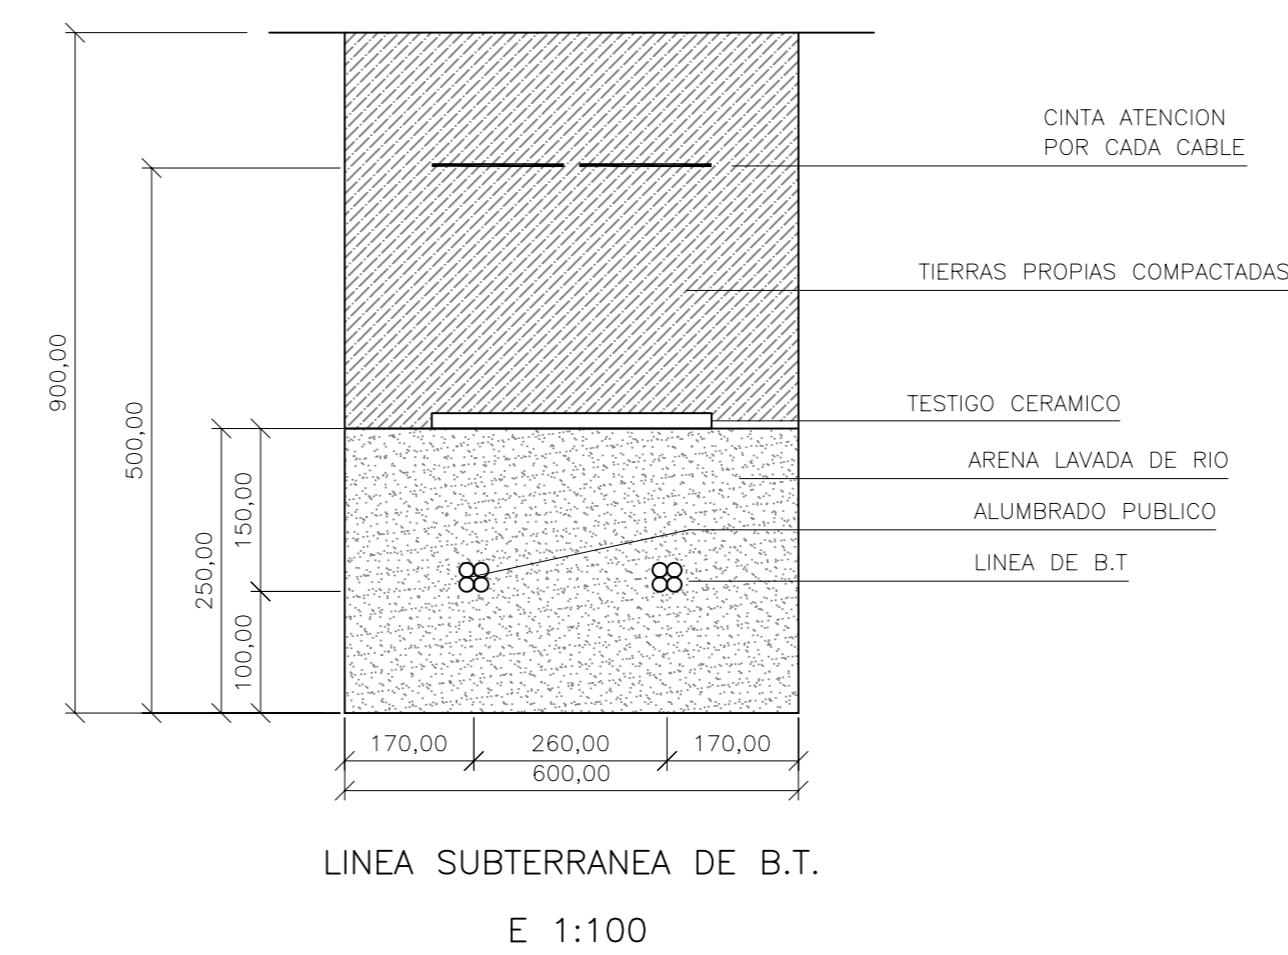 CINTA ATENCION
POR CADA CABLE
TIERRAS PROPIAS COMPACTADAS
900,00
500,00
TESTIGO CERAMICO
ARENA LAVADA DE RIO
150,00
ALUMBRADO PUBLICO
250,00
LINEA DE B.T
100,00
170,00 260,00 170,00
600,00
LINEA SUBTERRANEA DE B.T.
E 1:100